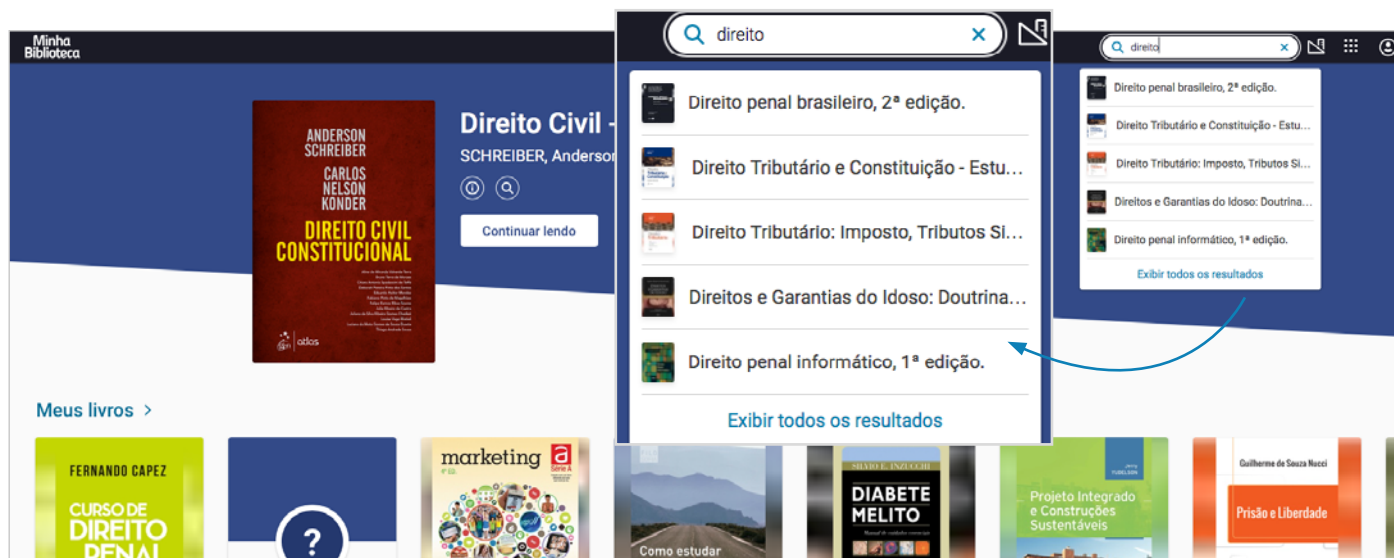 Minha
Biblioteca
direito
direito
Direito penal brasileiro, 2ª edição.
Direito Tributário e Constituição - Estu...
Direito Tributário: Imposto, Tributos Si...
Direitos e Garantias do Idoso: Doutrina...
Direito penal informático, 1ª edição.
Exibir todos os resultados
Direito penal brasileiro, 2ª edição.
Direito Tributário e Constituição - Estu...
Direito Tributário: Imposto, Tributos Si...
Direitos e Garantias do Idoso: Doutrina...
Direito penal informático, 1ª edição.
Exibir todos os resultados
ANDERSON
SCHREIBER
CARLOS
NELSON
KONDER
DIREITO CIVIL
CONSTITUCIONAL
atlas
Direito Civil -
SCHREIBER, Anderson
Continuar lendo
Meus livros >
FERNANDO CAPEZ
CURSO DE
DIREITO
PENAL
?
marketing
4ª ED.
a
Série A
Como estudar
SILVIO E. INZUCCHI
DIABETE
MELITO
Jerry
YUDELSON
Projeto Integrado
e Construções
Sustentáveis
Guilherme de Souza Nucci
Prisão e Liberdade